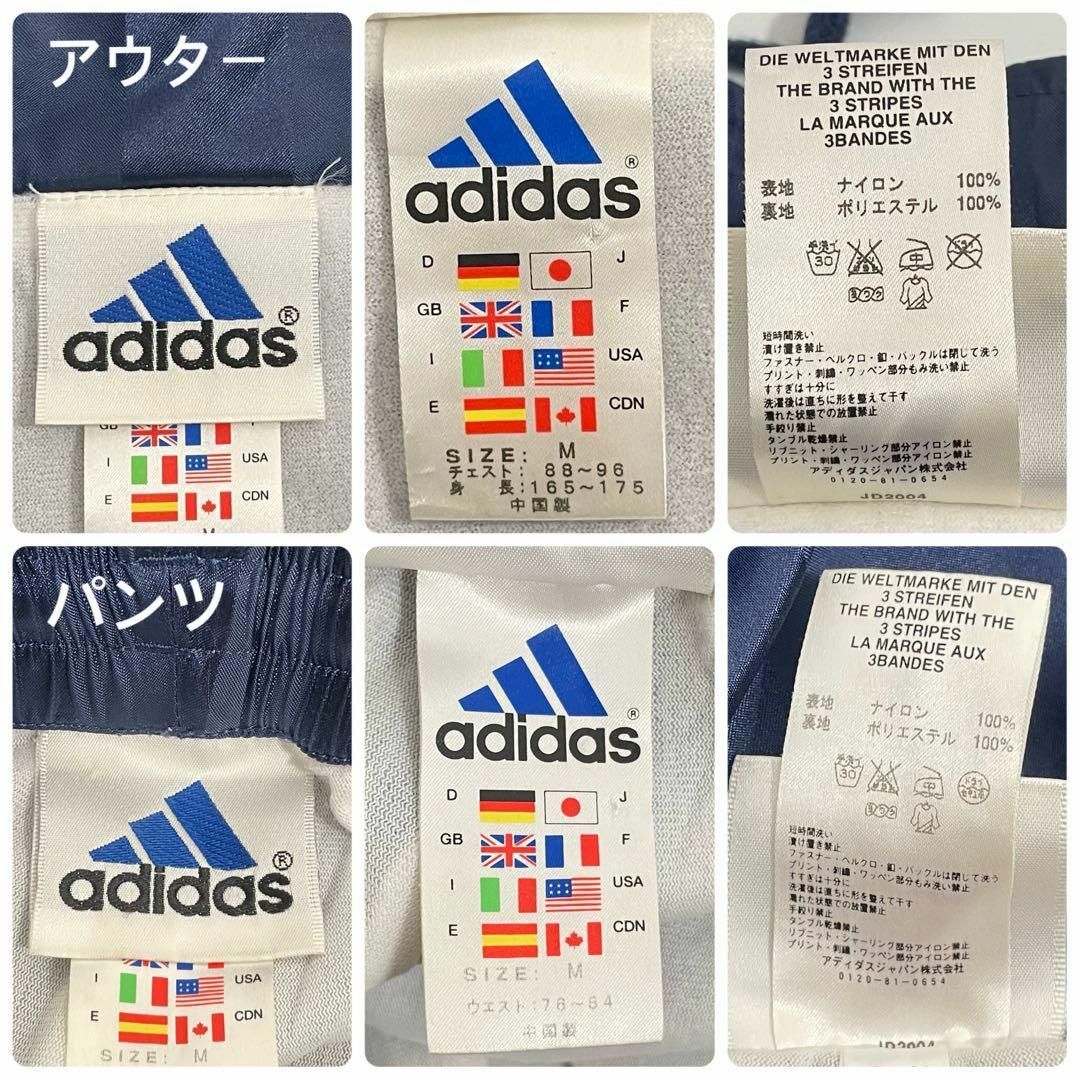 アウター
adidas®
GB
I
USA
E
CDN
M
adidas®
D
J
GB
F
I
USA
E
CDN
SIZE: M
チェスト: 88〜96
身 長:165〜175
中国製
DIE WELTMARKE MIT DEN
3 STREIFEN
THE BRAND WITH THE
3 STRIPES
LA MARQUE AUX
3BANDES
表地 ナイロン 100%
裏地 ポリエステル 100%
手洗イ
30
中
ドライ
短時間洗い
漬け置き禁止
ファスナー・ヘルクロ・釦・バックルは閉じて洗う
プリント・刺繍・ワッペン部分もみ洗い禁止
すすぎは十分に
洗濯後は直ちに形を整えて干す
濡れた状態での放置禁止
手絞り禁止
タンブル乾燥禁止
リブニット・シャーリング部分アイロン禁止
プリント・刺繍・ワッペン部分アイロン禁止
アディダスジャパン株式会社
0120-81-0654
JD2004
パンツ
adidas®
I
USA
E
CDN
SIZE: M
adidas®
D
J
GB
F
I
USA
E
CDN
SIZE: M
ウエスト:76〜84
中国製
DIE WELTMARKE MIT DEN
3 STREIFEN
THE BRAND WITH THE
3 STRIPES
LA MARQUE AUX
3BANDES
表地 ナイロン 100%
裏地 ポリエステル 100%
手洗イ
30
中
ドライ
短時間洗い
漬け置き禁止
ファスナー・ヘルクロ・釦・バックルは閉じて洗う
プリント・刺繍・ワッペン部分もみ洗い禁止
すすぎは十分に
洗濯後は直ちに形を整えて干す
濡れた状態での放置禁止
手絞り禁止
タンブル乾燥禁止
リブニット・シャーリング部分アイロン禁止
プリント・刺繍・ワッペン部分アイロン禁止
アディダスジャパン株式会社
0120-81-0654
JD2004